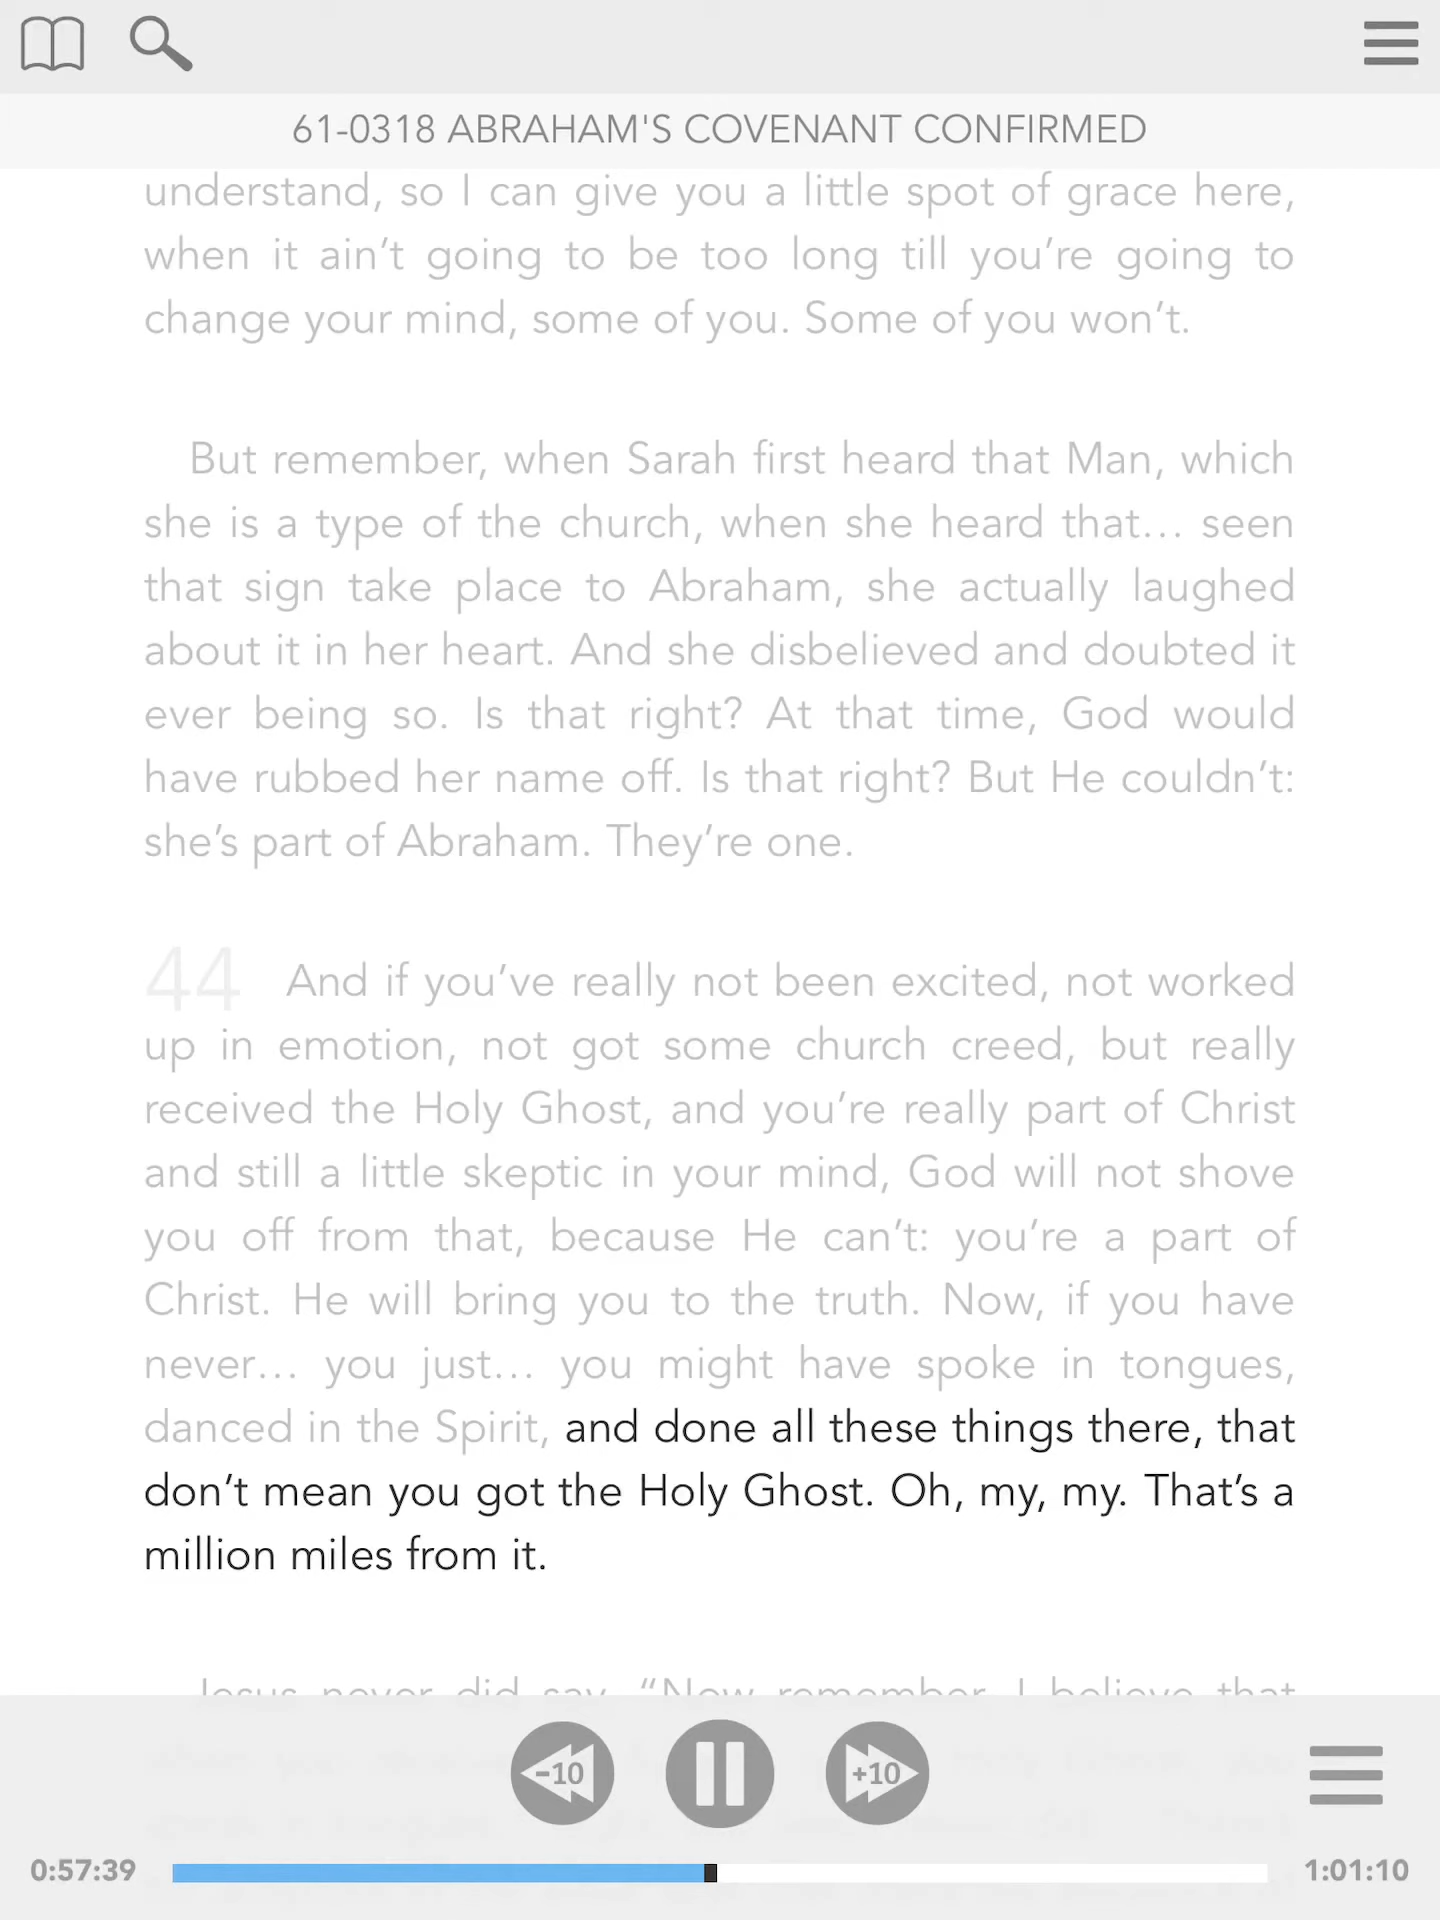 61-0318 ABRAHAM'S COVENANT CONFIRMED
understand, so I can give you a little spot of grace here,
when it ain’t going to be too long till you’re going to
change your mind, some of you. Some of you won’t.
But remember, when Sarah first heard that Man, which
she is a type of the church, when she heard that… seen
that sign take place to Abraham, she actually laughed
about it in her heart. And she disbelieved and doubted it
ever being so. Is that right? At that time, God would
have rubbed her name off. Is that right? But He couldn’t:
she’s part of Abraham. They’re one.
44 And if you’ve really not been excited, not worked
up in emotion, not got some church creed, but really
received the Holy Ghost, and you’re really part of Christ
and still a little skeptic in your mind, God will not shove
you off from that, because He can’t: you’re a part of
Christ. He will bring you to the truth. Now, if you have
never… you just… you might have spoke in tongues,
danced in the Spirit, and done all these things there, that
don’t mean you got the Holy Ghost. Oh, my, my. That’s a
million miles from it.
Jesus never did say, “Now remember, I believe that
-10 +10
0:57:39 1:01:10